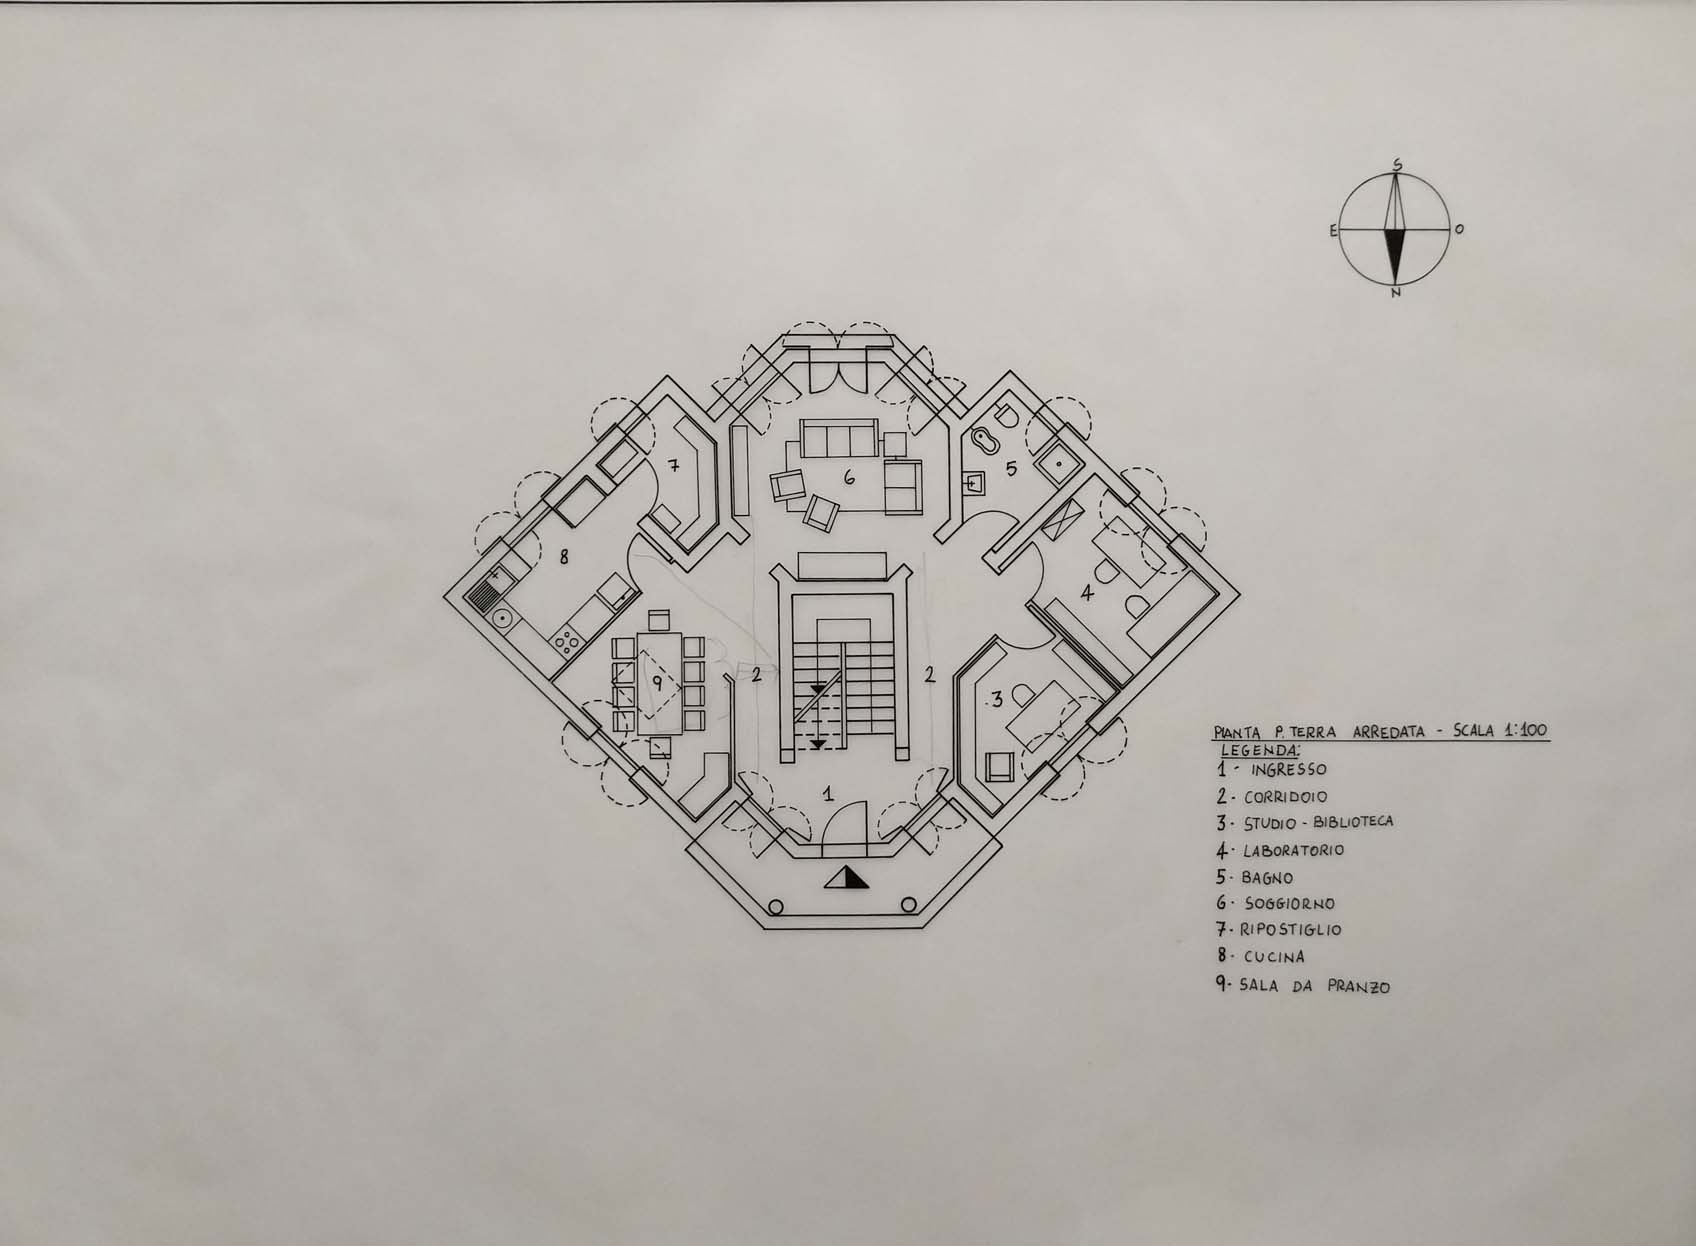 S
E O
N
7
6
5
8
4
9
2
2
3
1
PIANTA P. TERRA ARREDATA - SCALA 1:100
LEGENDA:
1 - INGRESSO
2 - CORRIDOIO
3 - STUDIO - BIBLIOTECA
4 - LABORATORIO
5 - BAGNO
6 - SOGGIORNO
7 - RIPOSTIGLIO
8 - CUCINA
9 - SALA DA PRANZO